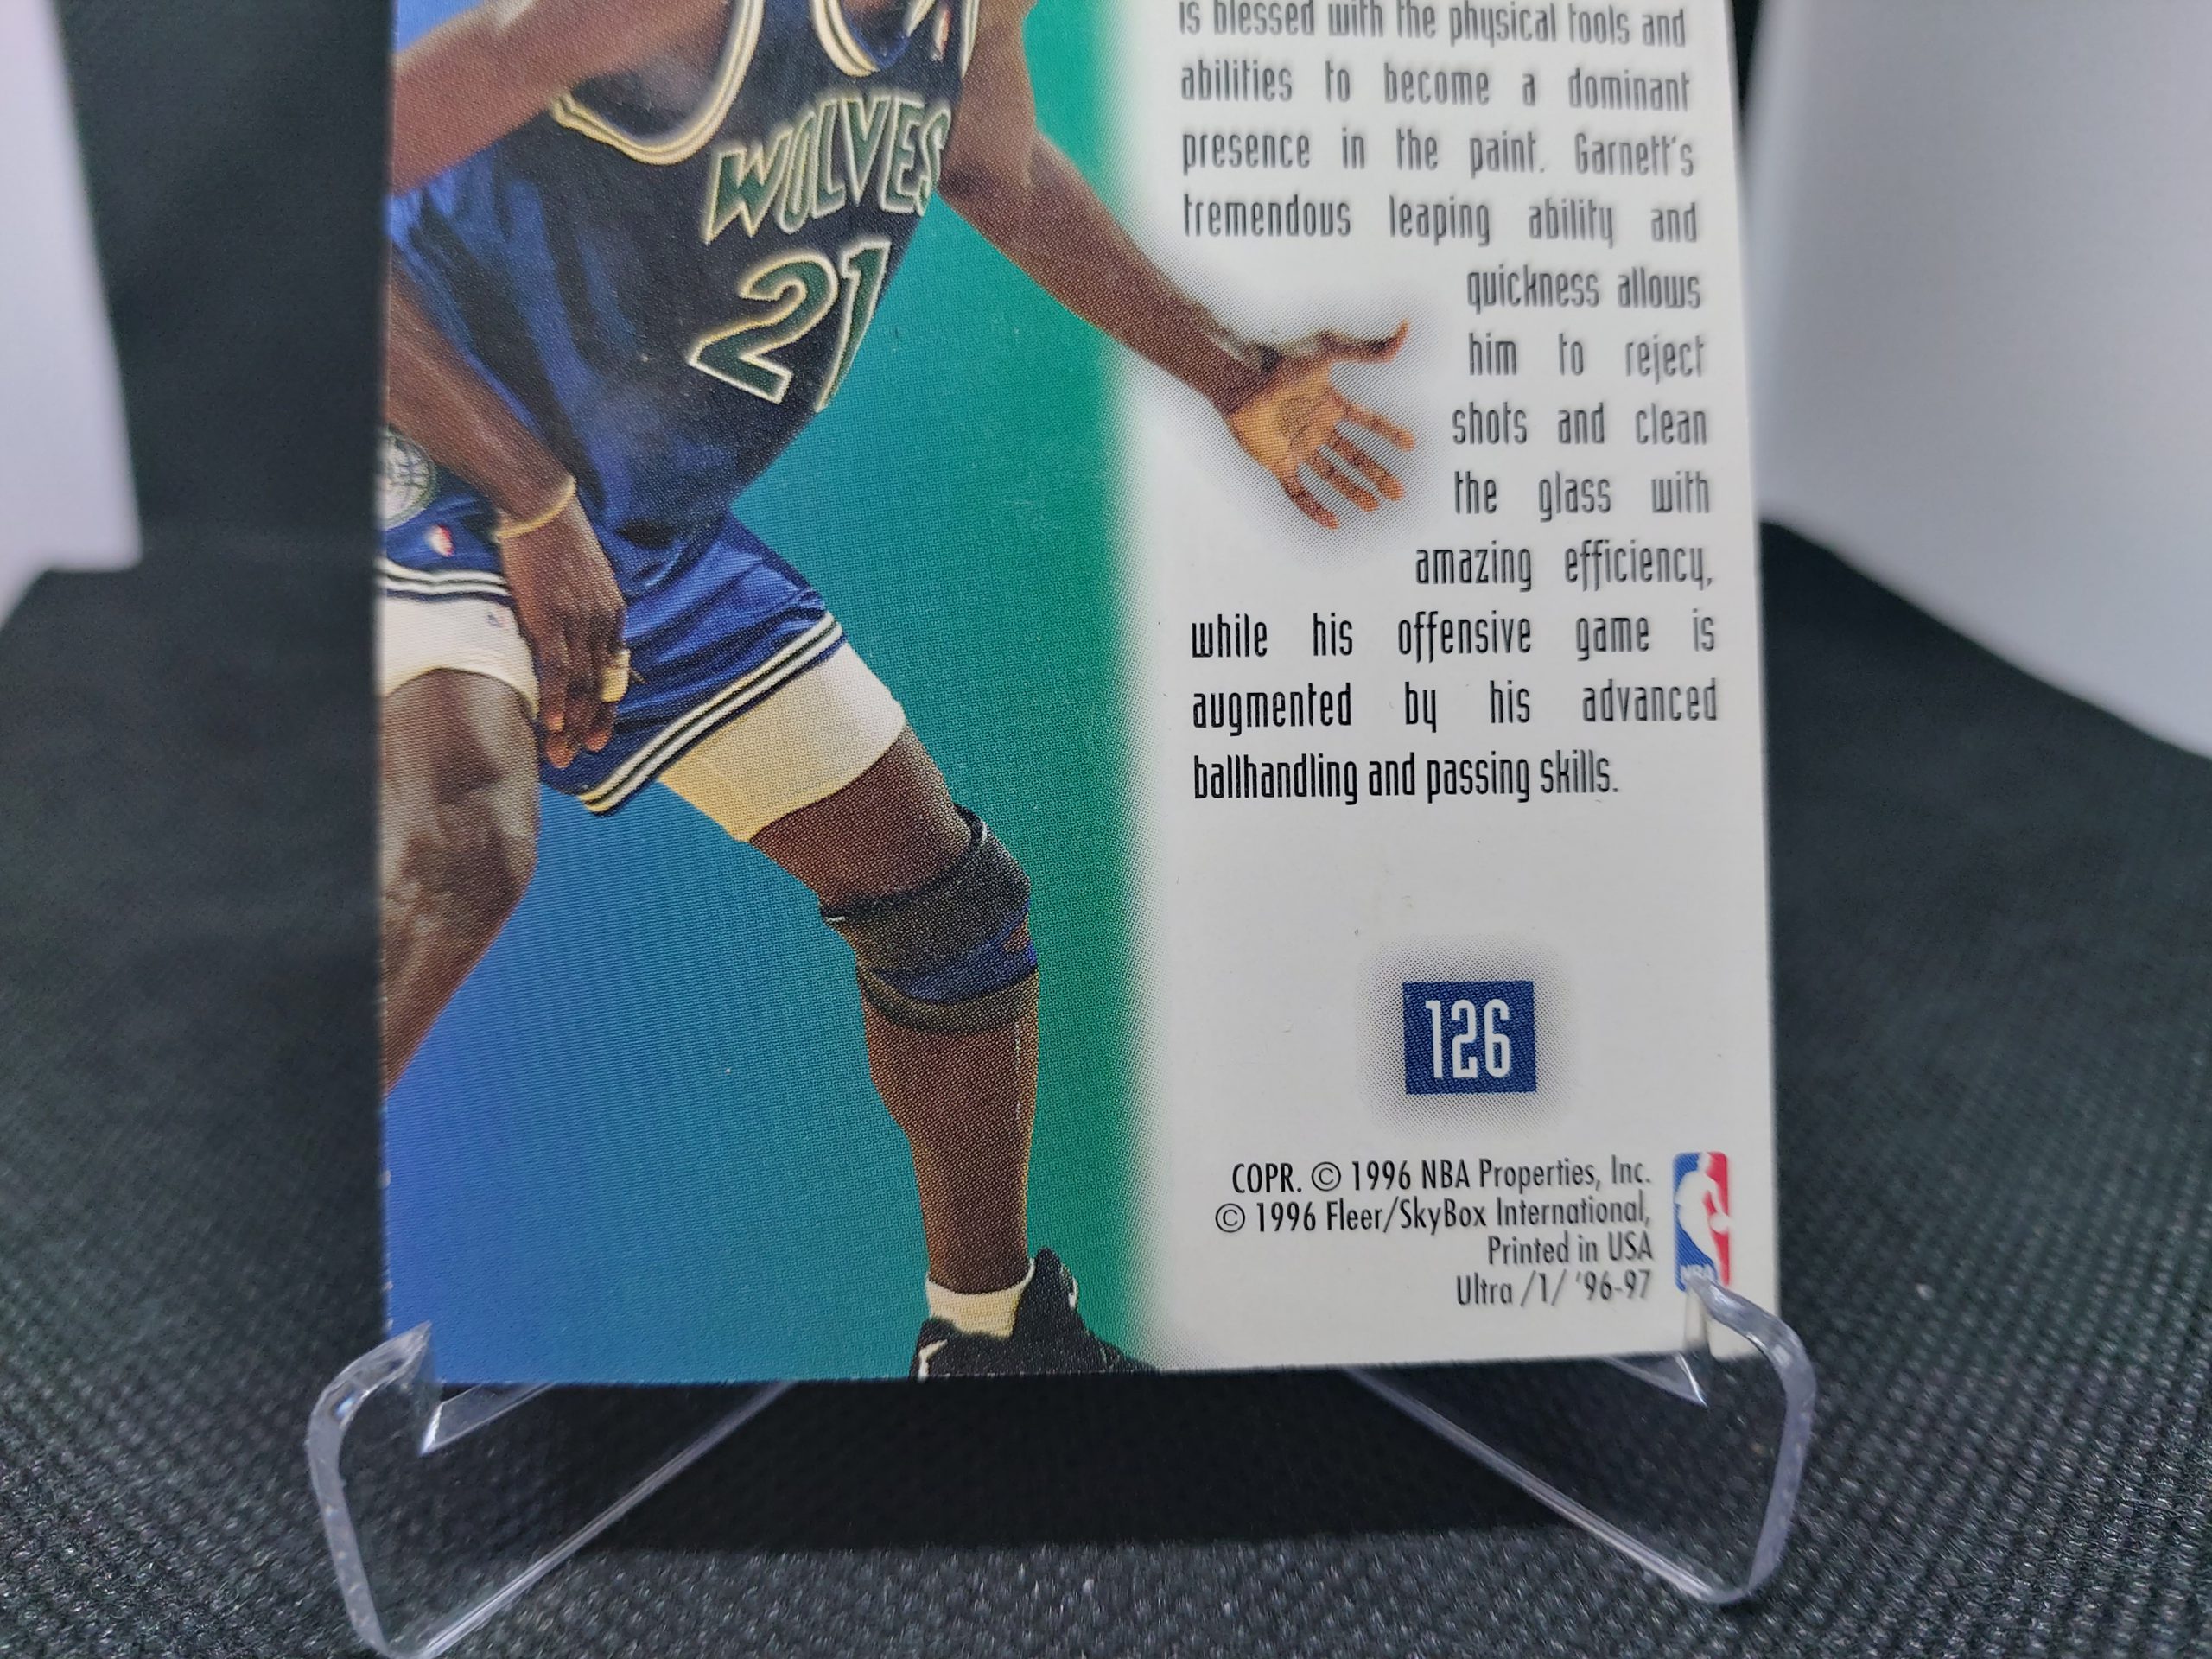 WOLVES
21
is blessed with the physical tools and
abilities to become a dominant
presence in the paint. Garnett's
tremendous leaping ability and
quickness allows
him to reject
shots and clean
the glass with
amazing efficiency,
while his offensive game is
augmented by his advanced
ballhandling and passing skills.
126
COPR. © 1996 NBA Properties, Inc.
© 1996 Fleer/SkyBox International,
Printed in USA
Ultra /1/ '96-97
NBA